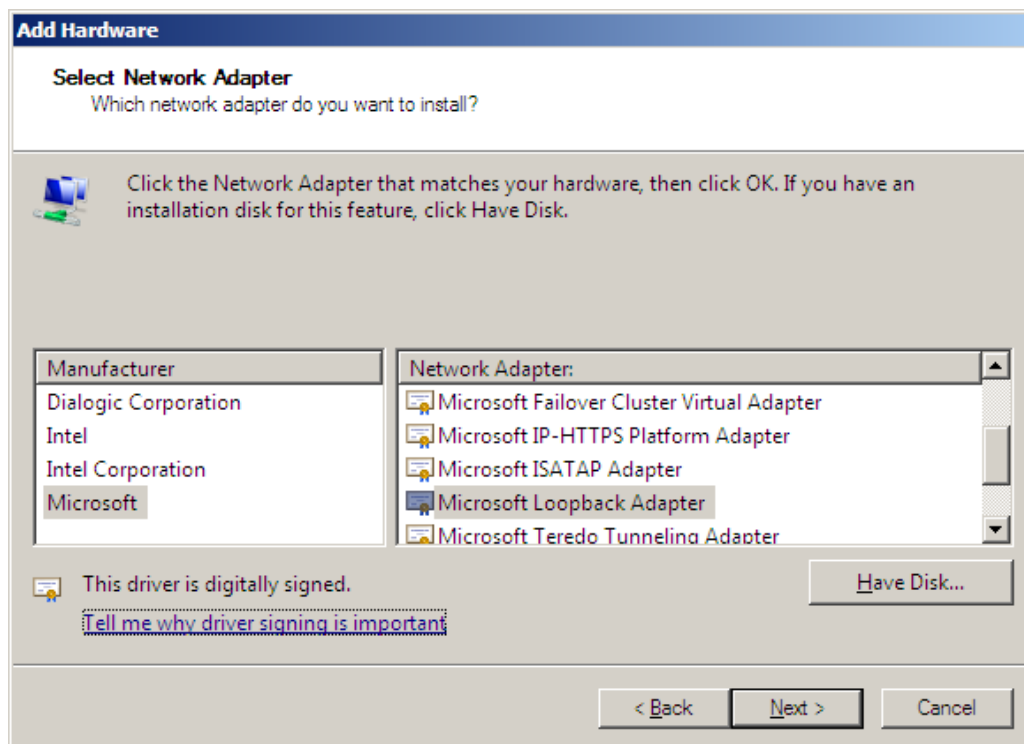 Add Hardware
Select Network Adapter
Which network adapter do you want to install?
Click the Network Adapter that matches your hardware, then click OK. If you have an
installation disk for this feature, click Have Disk.
Manufacturer
Dialogic Corporation
Intel
Intel Corporation
Microsoft
Network Adapter:
Microsoft Failover Cluster Virtual Adapter
Microsoft IP-HTTPS Platform Adapter
Microsoft ISATAP Adapter
Microsoft Loopback Adapter
Microsoft Teredo Tunneling Adapter
This driver is digitally signed.
Tell me why driver signing is important
Have Disk...
< Back
Next >
Cancel